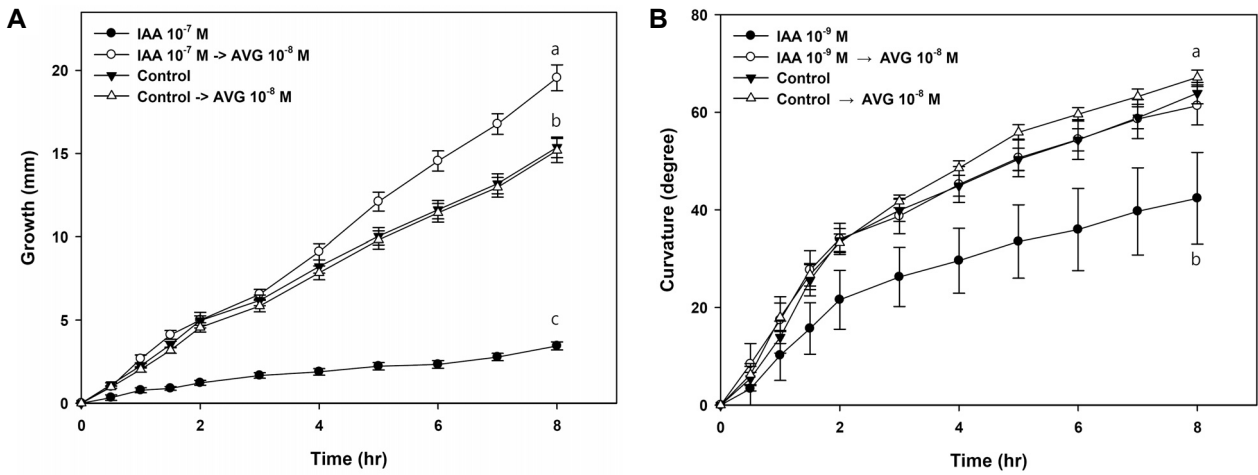 A
IAA 10⁻⁷ M
IAA 10⁻⁷ M -> AVG 10⁻⁸ M
Control
Control -> AVG 10⁻⁸ M
a
b
c
20
15
10
5
0
0 2 4 6 8
Growth (mm)
Time (hr)
B
IAA 10⁻⁹ M
IAA 10⁻⁹ M → AVG 10⁻⁸ M
Control
Control → AVG 10⁻⁸ M
a
b
80
60
40
20
0
0 2 4 6 8
Curvature (degree)
Time (hr)